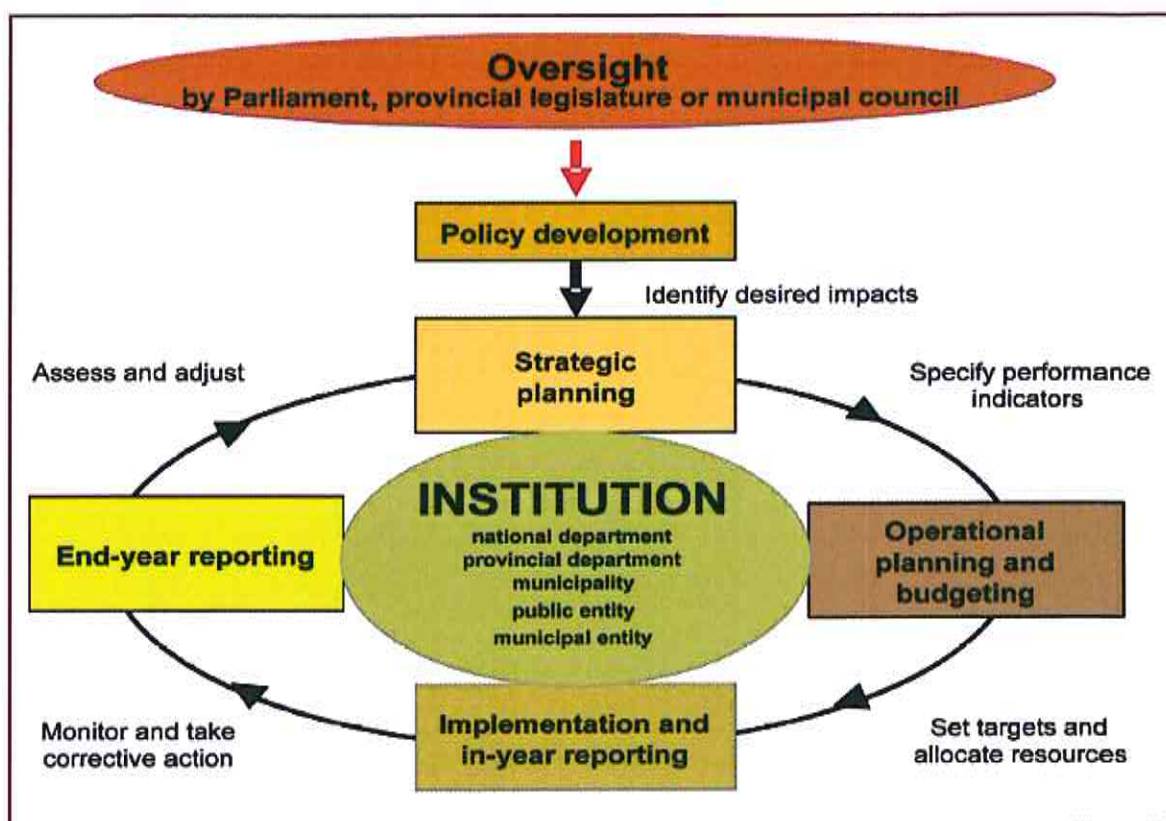 Oversight
by Parliament, provincial legislature or municipal council
Policy development
Identify desired impacts
Strategic
planning
Assess and adjust
Specify performance
indicators
INSTITUTION
national department
provincial department
municipality
public entity
municipal entity
End-year reporting
Operational
planning and
budgeting
Implementation and
in-year reporting
Monitor and take
corrective action
Set targets and
allocate resources